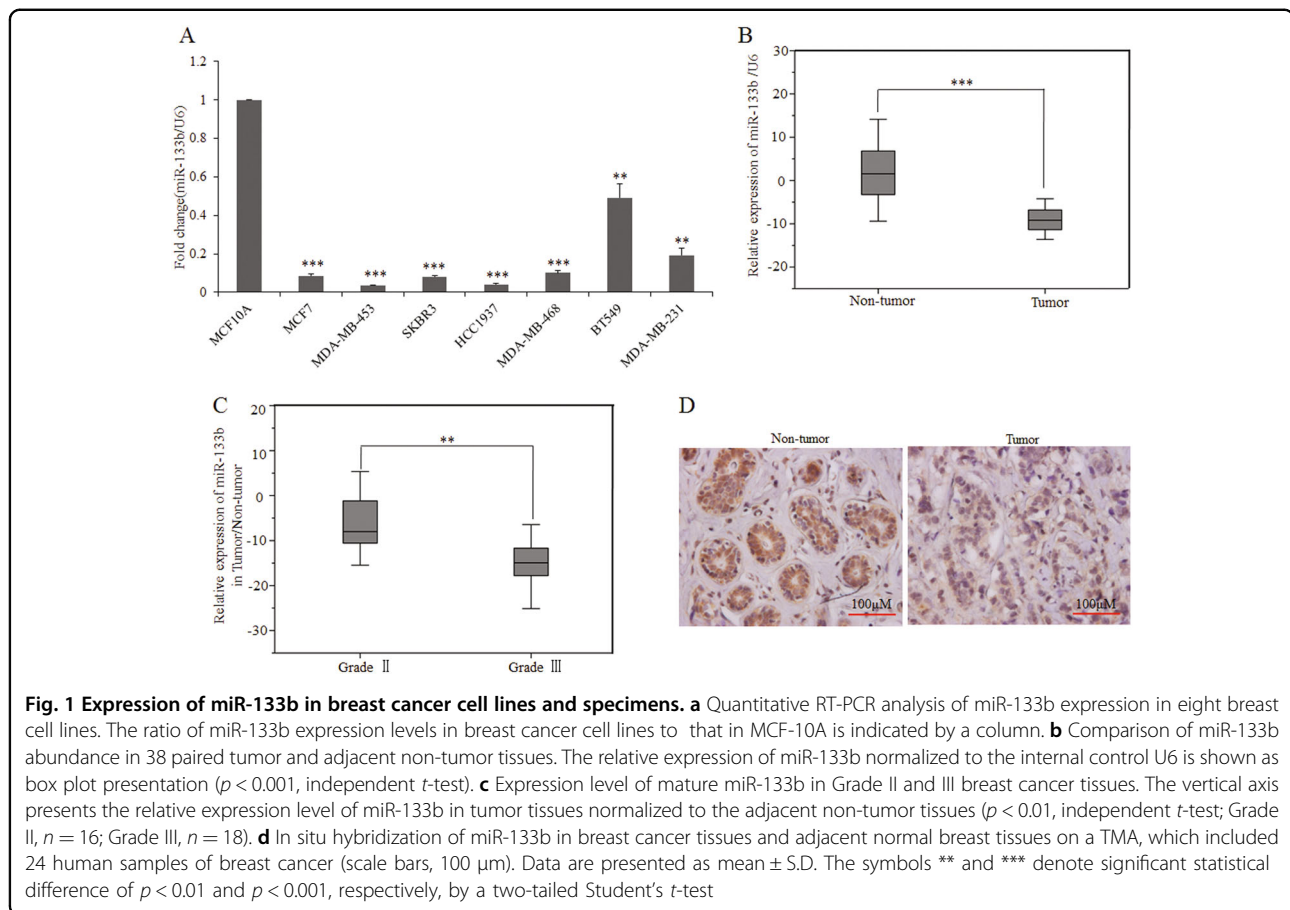 A
Fold change(miR-133b/U6)
1.2
1
0.8
0.6
0.4
0.2
0
***
***
***
***
***
**
**
MCF10A
MCF7
MDA-MB-453
SKBR3
HCC1937
MDA-MB-468
BT549
MDA-MB-231
B
Relative expression of miR-133b /U6
30
20
10
0
-10
-20
***
Non-tumor
Tumor
C
Relative expression of miR-133b
in Tumor/Non-tumor
20
10
0
-10
-20
-30
**
Grade Ⅱ
Grade Ⅲ
D
Non-tumor
Tumor
100μM
100μM
Fig. 1 Expression of miR-133b in breast cancer cell lines and specimens. a Quantitative RT-PCR analysis of miR-133b expression in eight breast
cell lines. The ratio of miR-133b expression levels in breast cancer cell lines to that in MCF-10A is indicated by a column. b Comparison of miR-133b
abundance in 38 paired tumor and adjacent non-tumor tissues. The relative expression of miR-133b normalized to the internal control U6 is shown as
box plot presentation (p < 0.001, independent t-test). c Expression level of mature miR-133b in Grade II and III breast cancer tissues. The vertical axis
presents the relative expression level of miR-133b in tumor tissues normalized to the adjacent non-tumor tissues (p < 0.01, independent t-test; Grade
II, n = 16; Grade III, n = 18). d In situ hybridization of miR-133b in breast cancer tissues and adjacent normal breast tissues on a TMA, which included
24 human samples of breast cancer (scale bars, 100 μm). Data are presented as mean ± S.D. The symbols ** and *** denote significant statistical
difference of p < 0.01 and p < 0.001, respectively, by a two-tailed Student's t-test